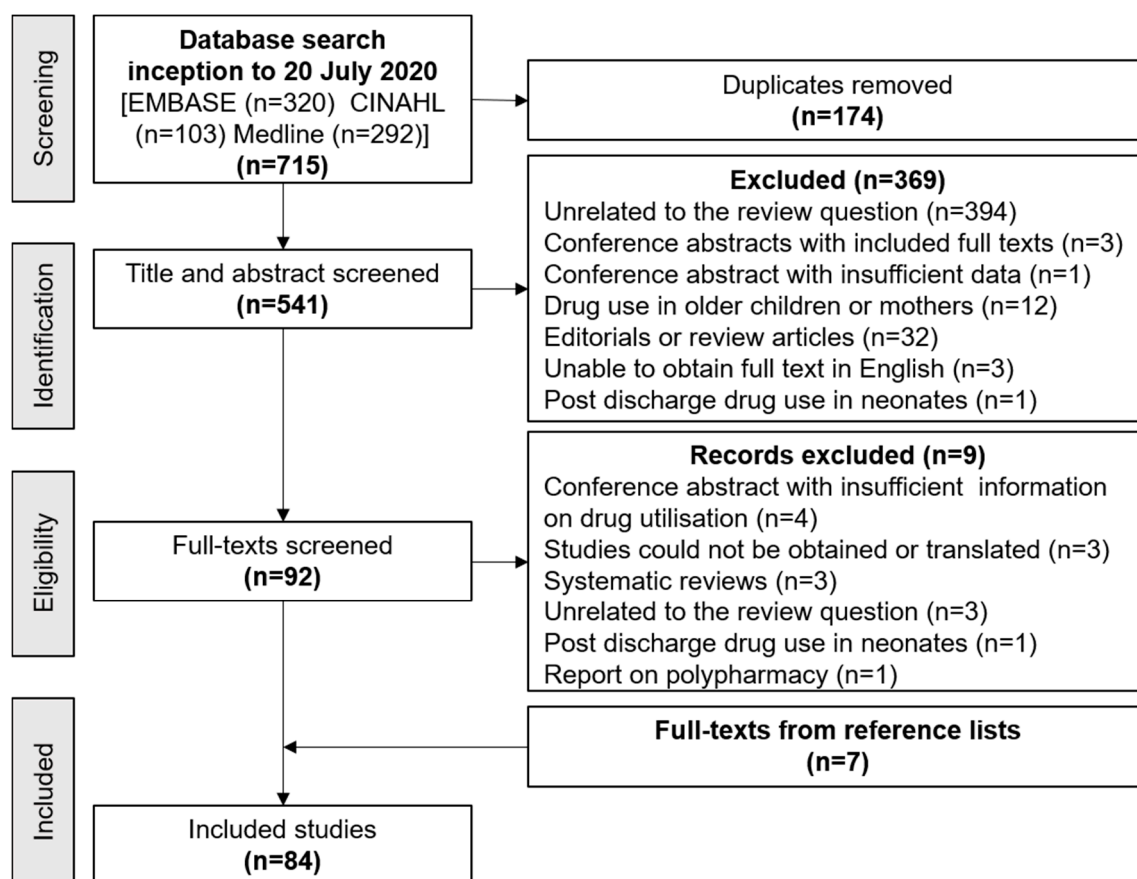 Screening
Database search
inception to 20 July 2020
[EMBASE (n=320) CINAHL
(n=103) Medline (n=292)]
(n=715)
Duplicates removed
(n=174)
Identification
Title and abstract screened
(n=541)
Excluded (n=369)
Unrelated to the review question (n=394)
Conference abstracts with included full texts (n=3)
Conference abstract with insufficient data (n=1)
Drug use in older children or mothers (n=12)
Editorials or review articles (n=32)
Unable to obtain full text in English (n=3)
Post discharge drug use in neonates (n=1)
Eligibility
Full-texts screened
(n=92)
Records excluded (n=9)
Conference abstract with insufficient information
on drug utilisation (n=4)
Studies could not be obtained or translated (n=3)
Systematic reviews (n=3)
Unrelated to the review question (n=3)
Post discharge drug use in neonates (n=1)
Report on polypharmacy (n=1)
Included
Full-texts from reference lists
(n=7)
Included studies
(n=84)